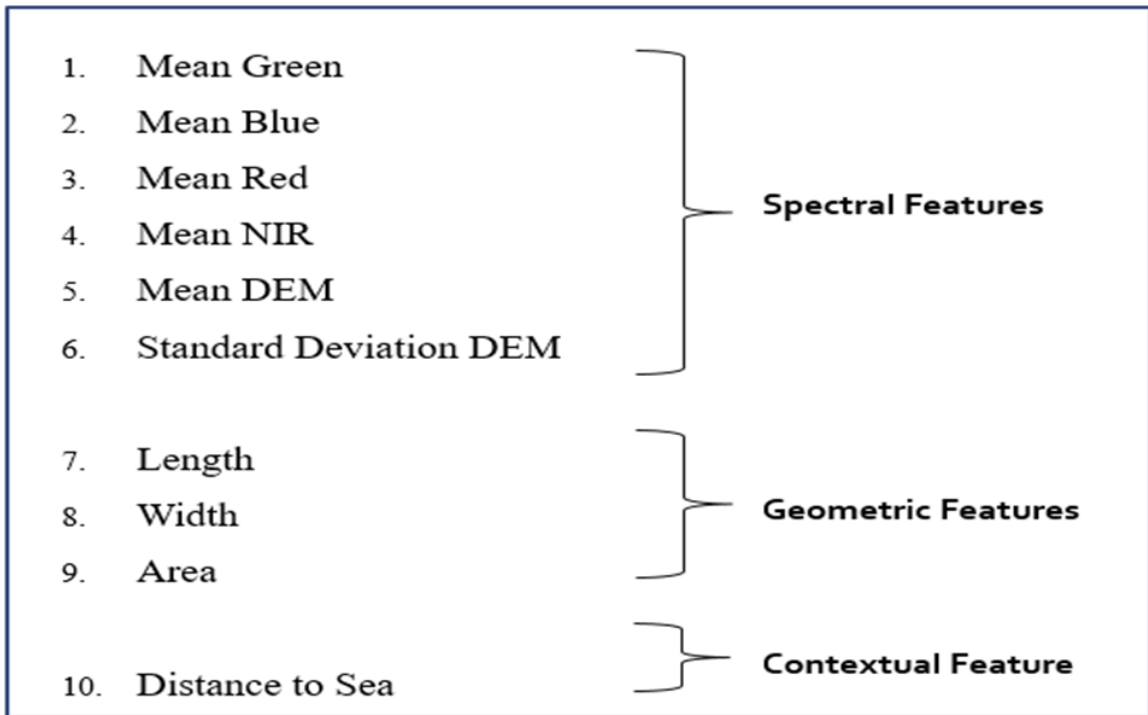 1. Mean Green
2. Mean Blue
3. Mean Red
4. Mean NIR
5. Mean DEM
6. Standard Deviation DEM
Spectral Features
7. Length
8. Width
9. Area
Geometric Features
10. Distance to Sea
Contextual Feature